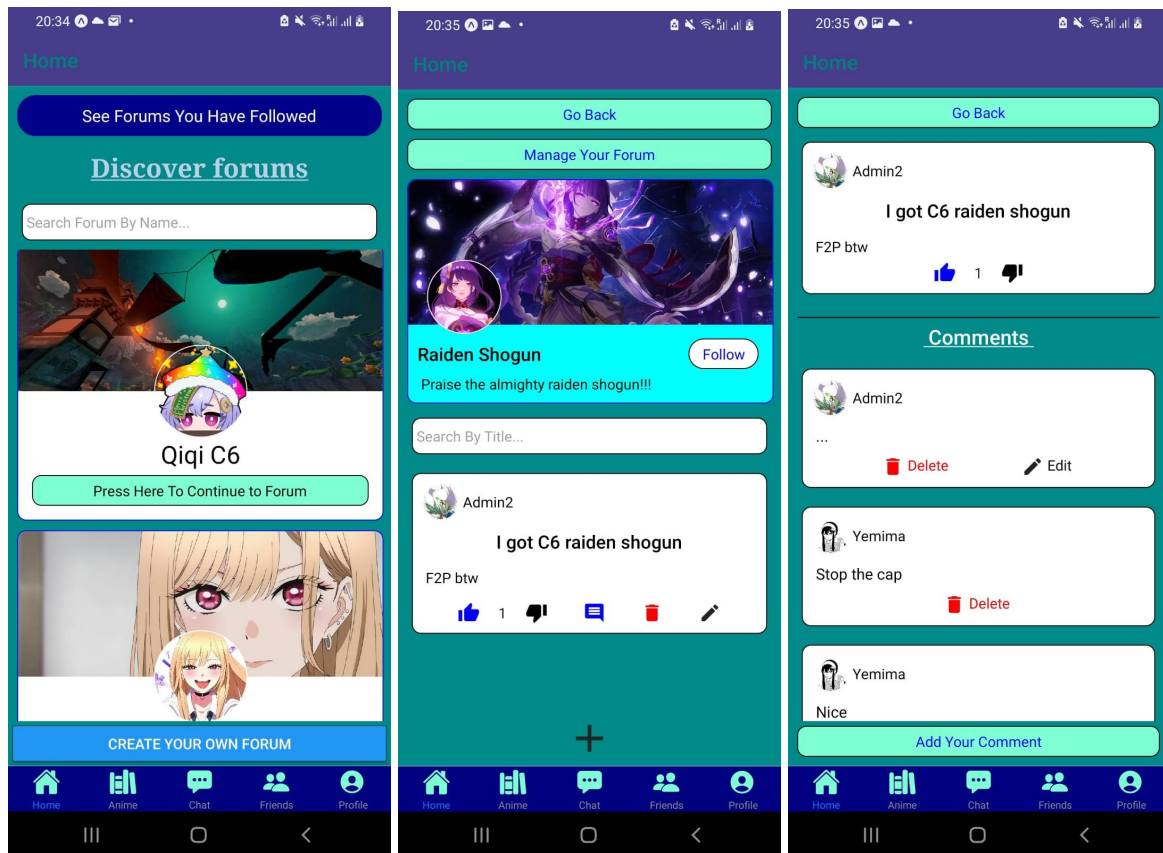 20:34
Home
See Forums You Have Followed
Discover forums
Search Forum By Name...
Qiqi C6
Press Here To Continue to Forum
CREATE YOUR OWN FORUM
Home Anime Chat Friends Profile
20:35
Home
Go Back
Manage Your Forum
Raiden Shogun
Follow
Praise the almighty raiden shogun!!!
Search By Title...
Admin2
I got C6 raiden shogun
F2P btw
1
+
Home Anime Chat Friends Profile
20:35
Home
Go Back
Admin2
I got C6 raiden shogun
F2P btw
1
Comments
Admin2
...
Delete Edit
Yemima
Stop the cap
Delete
Yemima
Nice
Add Your Comment
Home Anime Chat Friends Profile